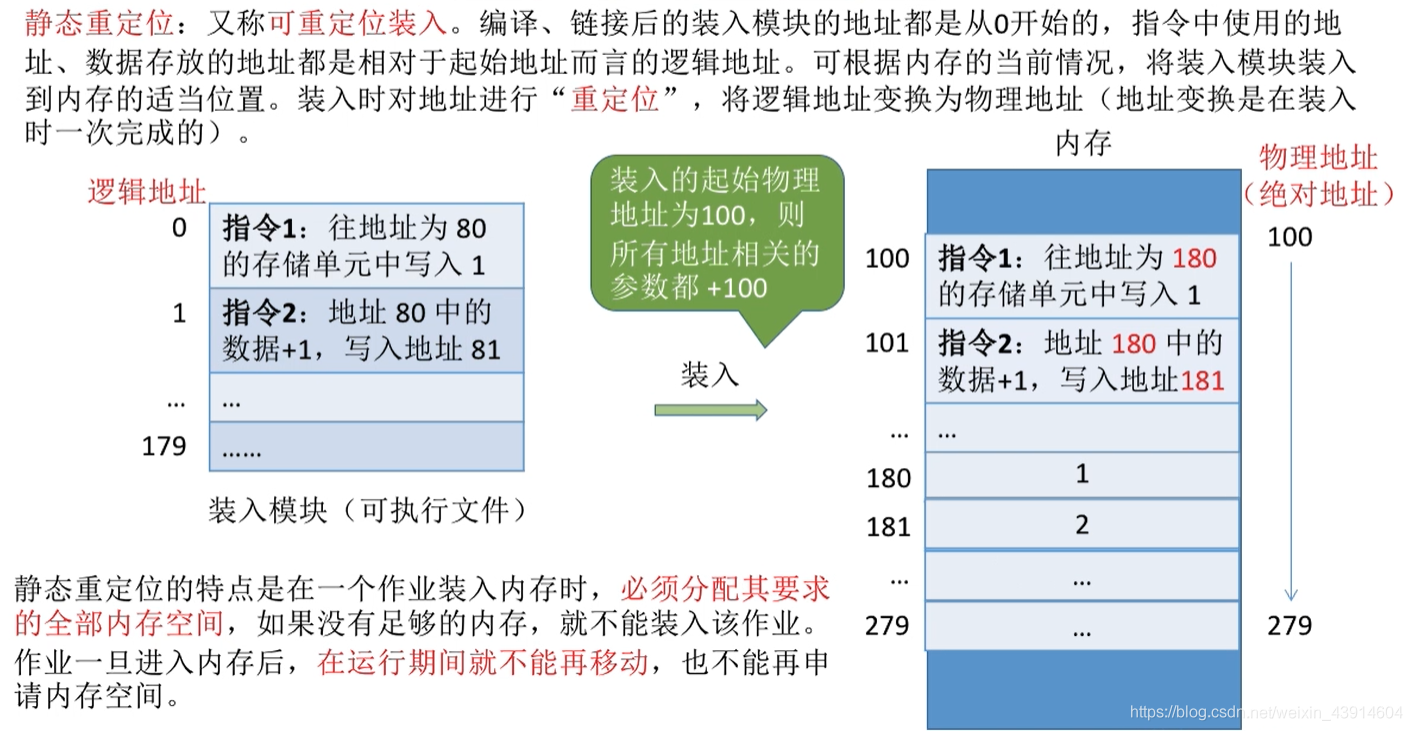 静态重定位：又称可重定位装入。编译、链接后的装入模块的地址都是从0开始的，指令中使用的地
址、数据存放的地址都是相对于起始地址而言的逻辑地址。可根据内存的当前情况，将装入模块装入
到内存的适当位置。装入时对地址进行“重定位”，将逻辑地址变换为物理地址（地址变换是在装入
时一次完成的）。
逻辑地址
0
指令1：往地址为 80
的存储单元中写入 1
1
指令2：地址 80 中的
数据+1，写入地址 81
...
...
179
……
装入模块（可执行文件）
装入的起始物理
地址为100，则
所有地址相关的
参数都 +100
装入
内存
物理地址
（绝对地址）
100
279
100
指令1：往地址为 180
的存储单元中写入 1
101
指令2：地址 180 中的
数据+1，写入地址181
...
...
180
1
181
2
...
...
279
...
静态重定位的特点是在一个作业装入内存时，必须分配其要求
的全部内存空间，如果没有足够的内存，就不能装入该作业。
作业一旦进入内存后，在运行期间就不能再移动，也不能再申
请内存空间。
https://blog.csdn.net/weixin_43914604